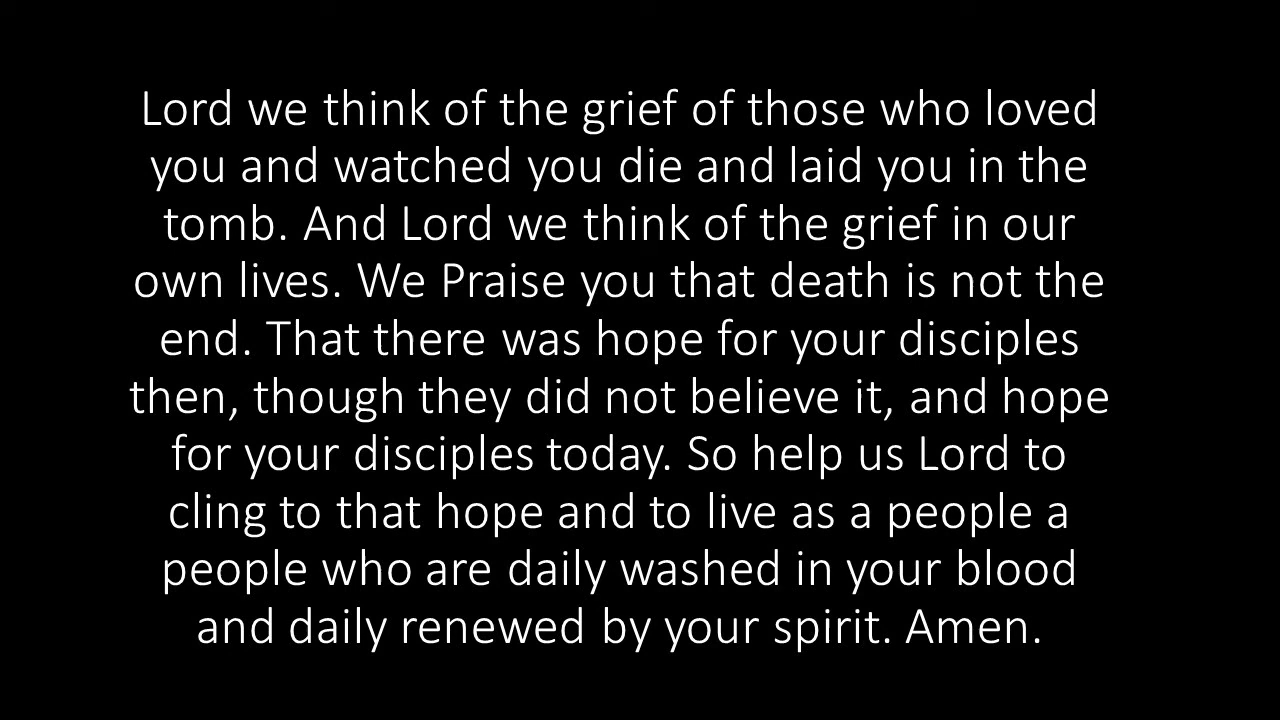 Lord we think of the grief of those who loved
you and watched you die and laid you in the
tomb. And Lord we think of the grief in our
own lives. We Praise you that death is not the
end. That there was hope for your disciples
then, though they did not believe it, and hope
for your disciples today. So help us Lord to
cling to that hope and to live as a people a
people who are daily washed in your blood
and daily renewed by your spirit. Amen.